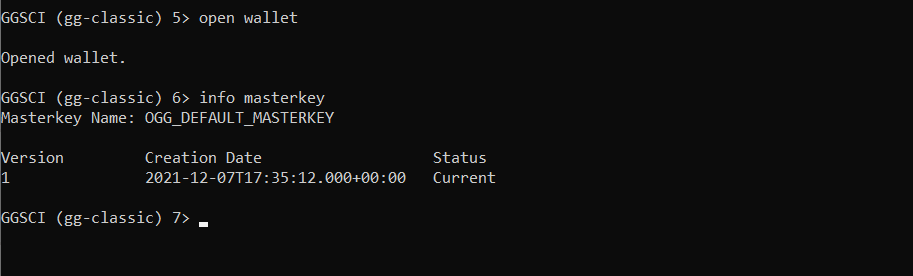 GGSCI (gg-classic) 5> open wallet
Opened wallet.
GGSCI (gg-classic) 6> info masterkey
Masterkey Name: OGG_DEFAULT_MASTERKEY
Version Creation Date Status
1 2021-12-07T17:35:12.000+00:00 Current
GGSCI (gg-classic) 7>